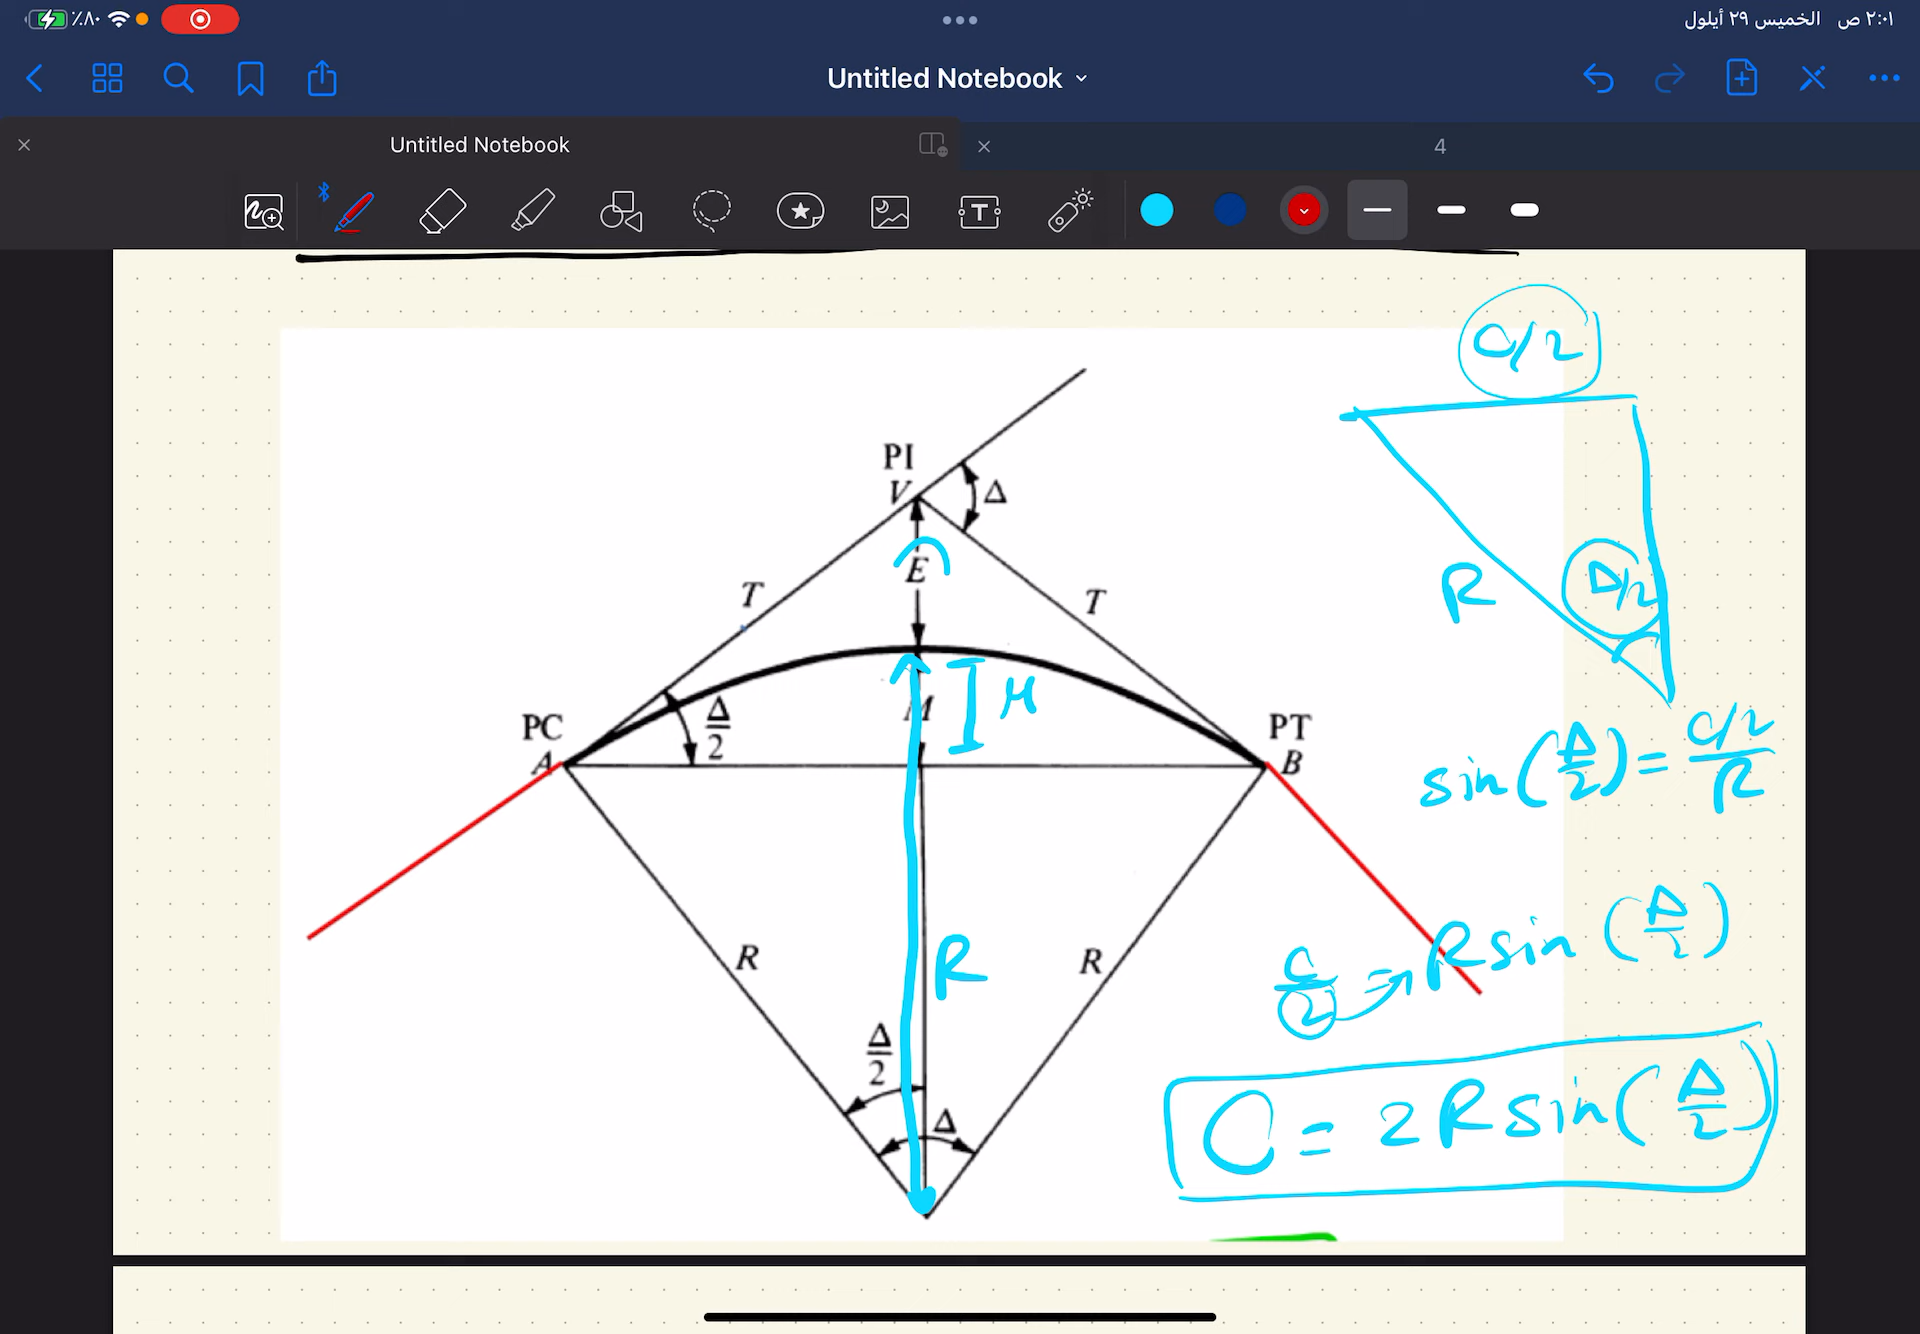 ٪٨٠
٢:٠١ ص الخميس ٢٩ أيلول
Untitled Notebook
Untitled Notebook
4
T
C/2
PI
V
Δ
E
T
T
R
Δ/2
M
M
PC
A
Δ/2
PT
B
sin(Δ/2) = C/2 / R
R
R
R
C/2 = R sin (Δ/2)
Δ/2
Δ
C = 2 R sin(Δ/2)